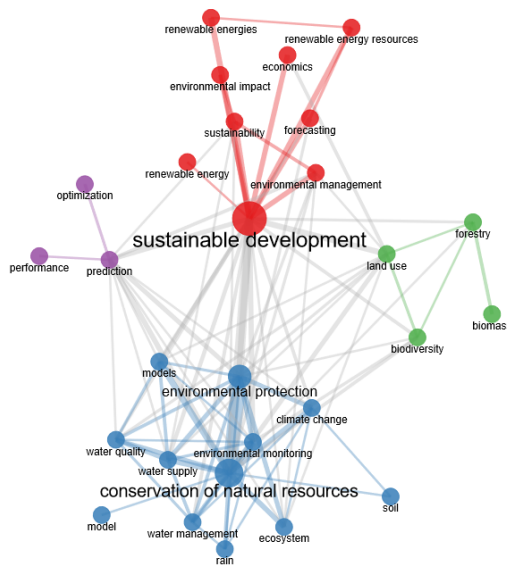 renewable energies
renewable energy resources
economics
environmental impact
sustainability
forecasting
renewable energy
environmental management
optimization
sustainable development
forestry
performance
prediction
land use
biomas
biodiversity
models
environmental protection
climate change
water quality
environmental monitoring
water supply
conservation of natural resources
soil
model
water management
ecosystem
rain